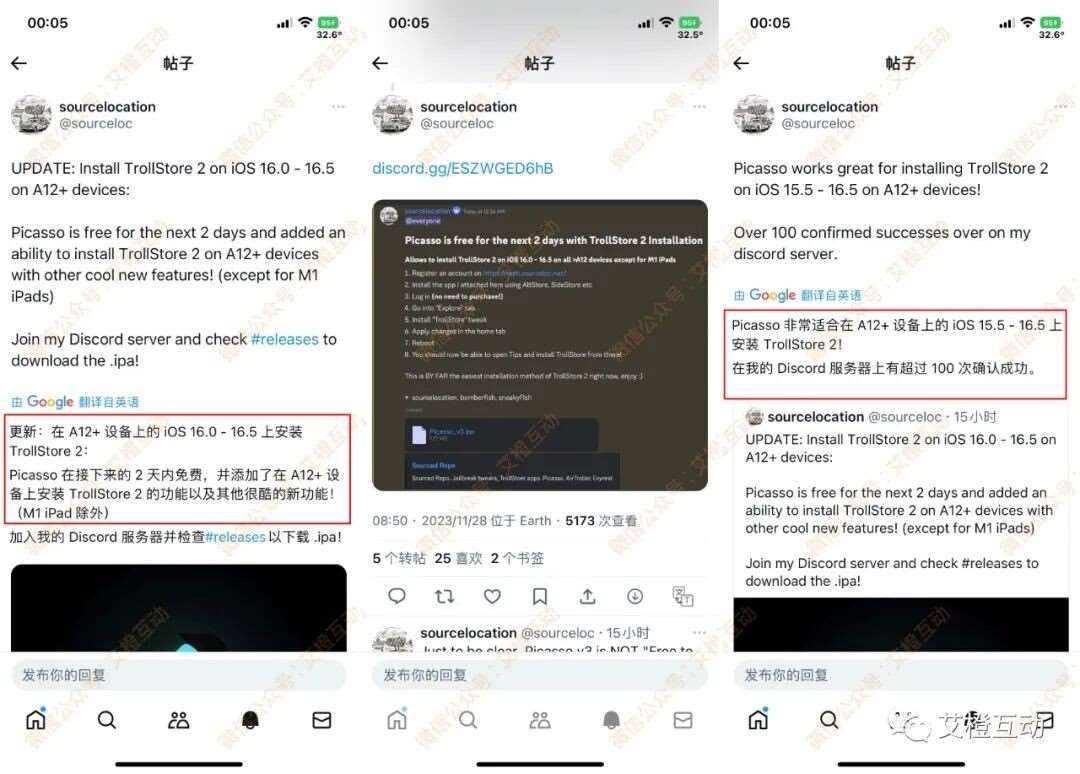 00:05
95
32.6°
帖子
sourcelocation
@sourceloc
UPDATE: Install TrollStore 2 on iOS 16.0 - 16.5
on A12+ devices:
Picasso is free for the next 2 days and added an
ability to install TrollStore 2 on A12+ devices
with other cool new features! (except for M1
iPads)
Join my Discord server and check #releases to
download the .ipa!
由 Google 翻译自英语
更新：在 A12+ 设备上的 iOS 16.0 - 16.5 上安装
TrollStore 2：
Picasso 在接下来的 2 天内免费，并添加了在 A12+ 设
备上安装 TrollStore 2 的功能以及其他很酷的新功能！
（M1 iPad 除外）
加入我的 Discord 服务器并检查#releases以下载 .ipa！
发布你的回复
00:05
95
32.5°
帖子
sourcelocation
@sourceloc
discord.gg/ESZWGED6hB
sourcelocation
@everyone
Picasso is free for the next 2 days with TrollStore 2 Installation
Allows to install TrollStore 2 on iOS 16.0 - 16.5 on all >A12 devices except for M1 iPads
1. Register an account on
2. Install the app I attached here using AltStore, SideStore etc
3. Log in (no need to purchase!)
4. Go into "Explore" tab
5. Install "TrollStore" tweak
6. Apply changes in the home tab
7. Reboot
8. You should now be able to open Tips and install TrollStore from there!
This is BY FAR the easiest installation method of TrollStore 2 right now, enjoy :)
sourcelocation, bomberfish, sneakyf1sh
Picasso_v3.ipa
Sourced Repo
Sourced Repo. Jailbreak tweaks, TrollStore apps. Picasso, AirTroller,
08:50 · 2023/11/28 位于 Earth · 5173 次查看
5 个转帖 25 喜欢 2 个书签
sourcelocation @sourceloc · 15小时
Just to be clear, Picasso v3 is NOT "Free to
发布你的回复
00:05
95
32.6°
帖子
sourcelocation
@sourceloc
Picasso works great for installing TrollStore 2
on iOS 15.5 - 16.5 on A12+ devices!
Over 100 confirmed successes over on my
discord server.
由 Google 翻译自英语
Picasso 非常适合在 A12+ 设备上的 iOS 15.5 - 16.5 上
安装 TrollStore 2！
在我的 Discord 服务器上有超过 100 次确认成功。
sourcelocation @sourceloc · 15小时
UPDATE: Install TrollStore 2 on iOS 16.0 - 16.5 on
A12+ devices:
Picasso is free for the next 2 days and added an
ability to install TrollStore 2 on A12+ devices with
other cool new features! (except for M1 iPads)
Join my Discord server and check #releases to
download the .ipa!
发布你的回复
艾橙互动
微信公众号：艾橙互动